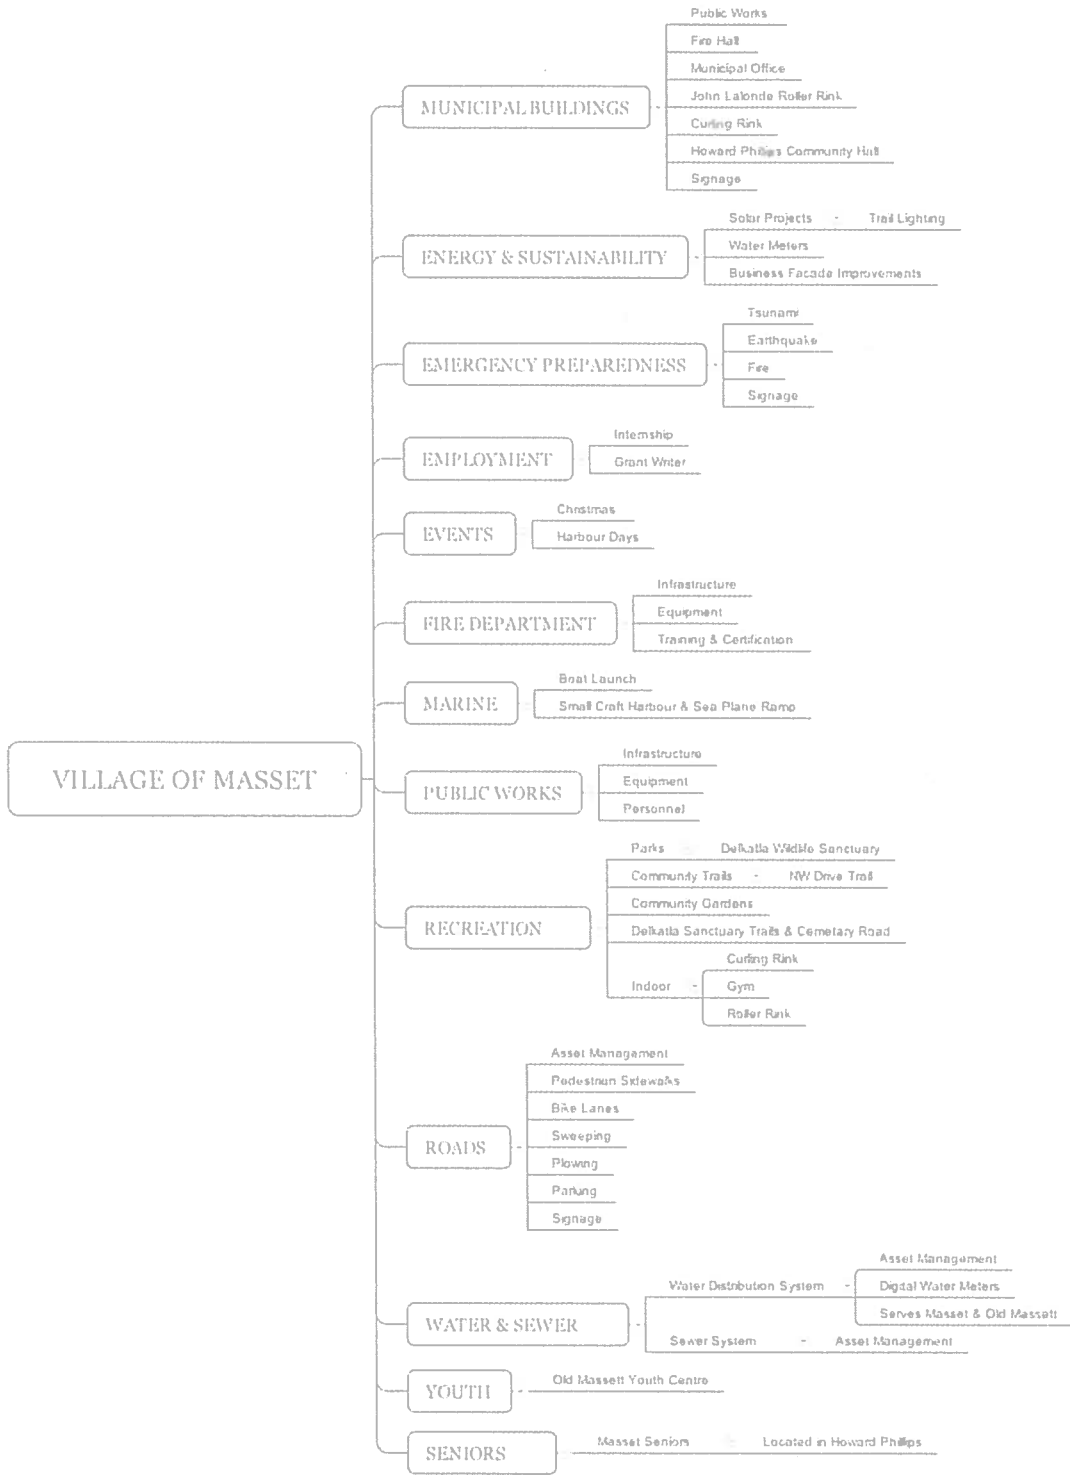 VILLAGE OF MASSET
MUNICIPAL BUILDINGS
Public Works
Fire Hall
Municipal Office
John Lalonde Roller Rink
Curling Rink
Howard Phillips Community Hall
Signage
ENERGY & SUSTAINABILITY
Solar Projects - Trail Lighting
Water Meters
Business Facade Improvements
EMERGENCY PREPAREDNESS
Tsunami
Earthquake
Fire
Signage
EMPLOYMENT
Internship
Grant Writer
EVENTS
Christmas
Harbour Days
FIRE DEPARTMENT
Infrastructure
Equipment
Training & Certification
MARINE
Boat Launch
Small Craft Harbour & Sea Plane Ramp
PUBLIC WORKS
Infrastructure
Equipment
Personnel
RECREATION
Parks - Delkatla Wildlife Sanctuary
Community Trails - NW Drive Trail
Community Gardens
Delkatla Sanctuary Trails & Cemetary Road
Indoor
Curling Rink
Gym
Roller Rink
ROADS
Asset Management
Pedestrian Sidewalks
Bike Lanes
Sweeping
Plowing
Parking
Signage
WATER & SEWER
Water Distribution System
Asset Management
Digital Water Meters
Serves Masset & Old Massett
Sewer System - Asset Management
YOUTH
Old Massett Youth Centre
SENIORS
Masset Seniors - Located in Howard Phillips